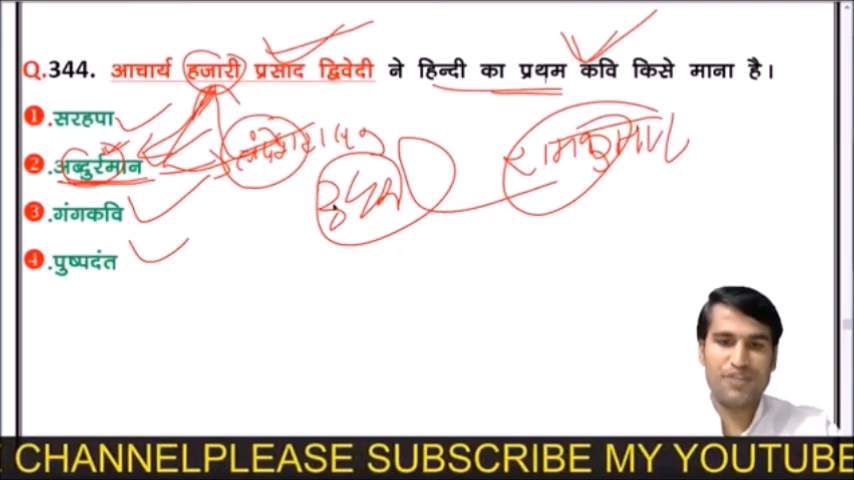 Q.344. आचार्य हजारी प्रसाद द्विवेदी ने हिन्दी का प्रथम कवि किसे माना है।
1.सरहपा
2.अब्दुर्रमान
3.गंगकवि
4.पुष्पदंत
रामकुमार
CHANNELPLEASE SUBSCRIBE MY YOUTUBE